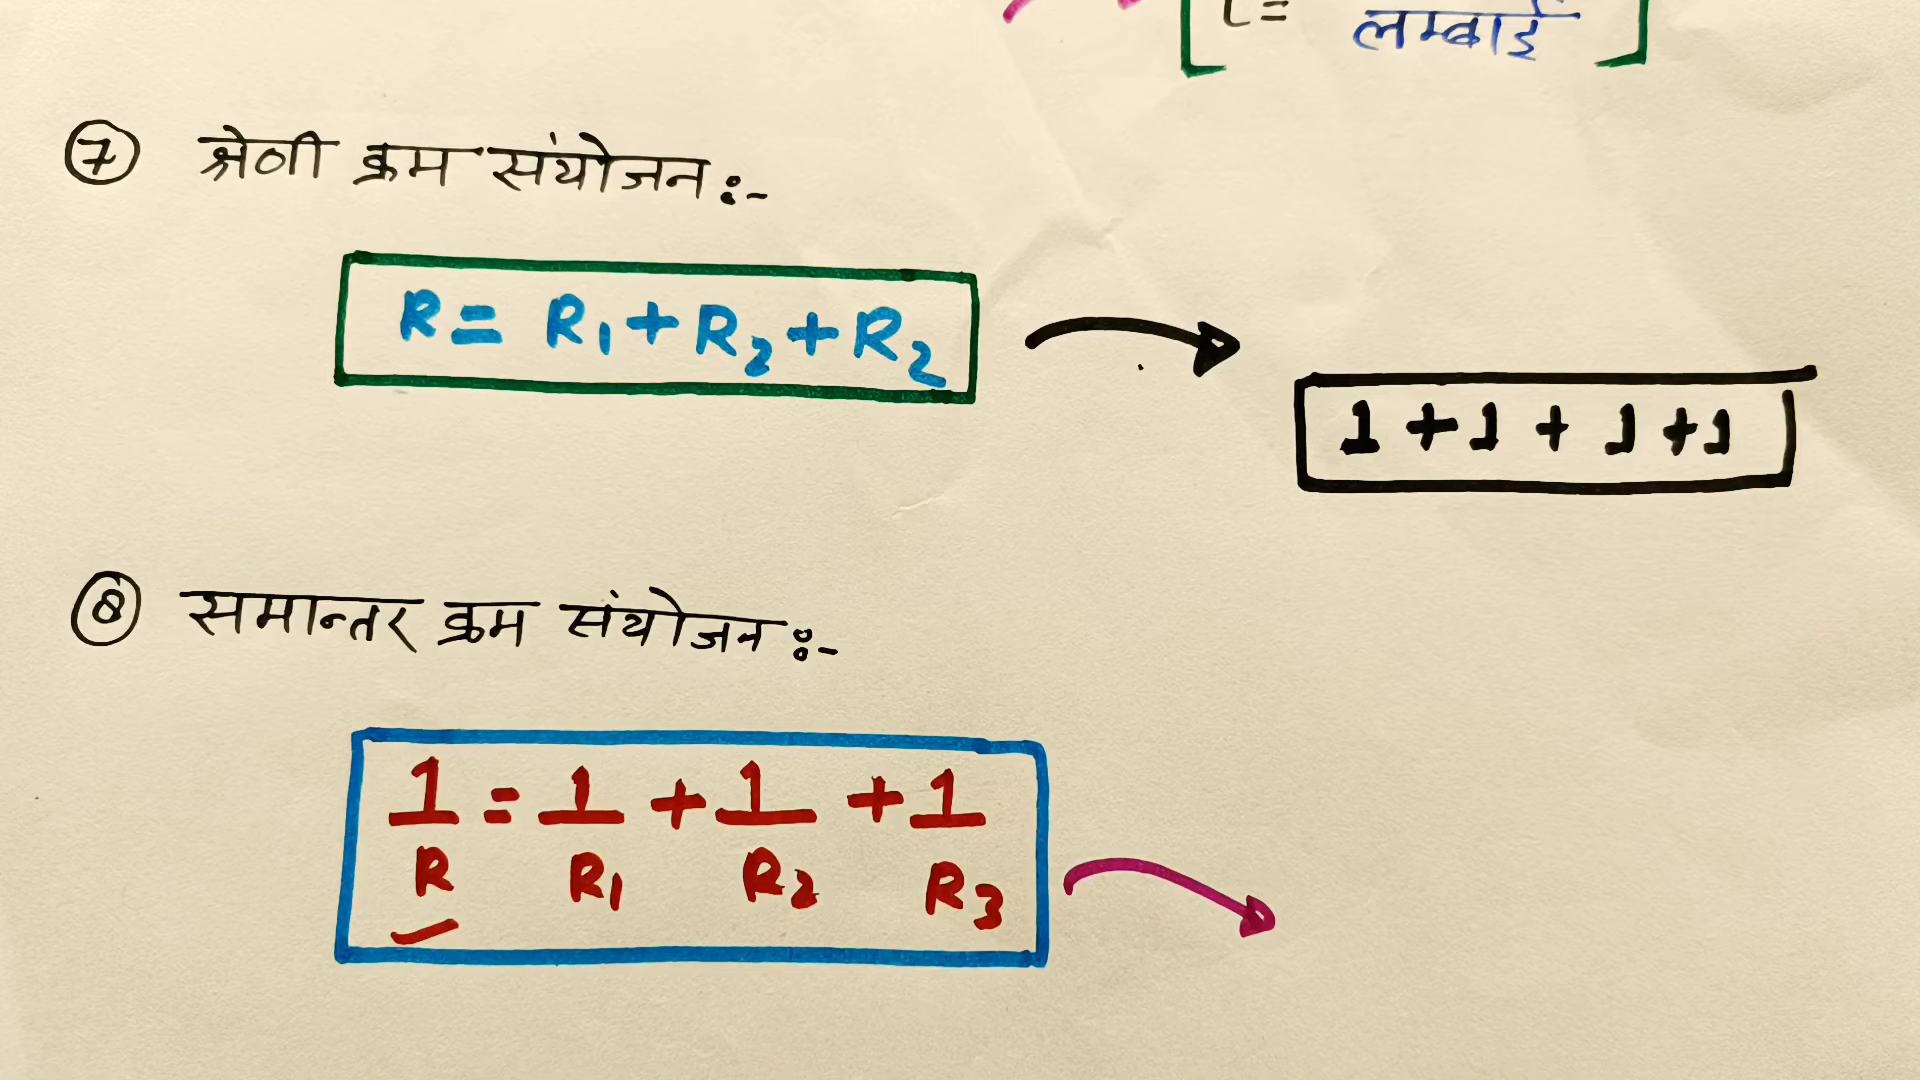 l =
लम्बाई
⑦ श्रेणी क्रम संयोजन :-
R = R₁ + R₂ + R₂
1 + 1 + 1 + 1
⑧ समान्तर क्रम संयोजन :-
1/R = 1/R₁ + 1/R₂ + 1/R₃